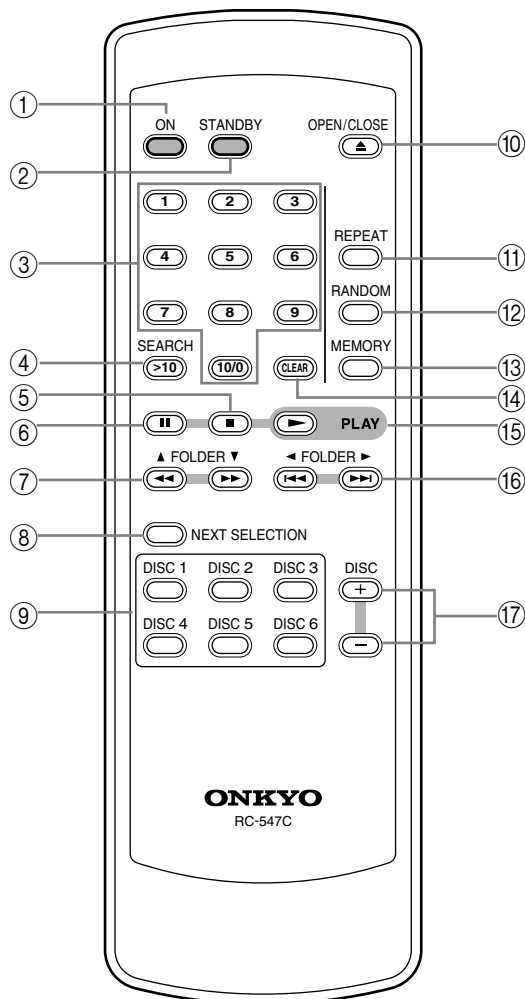 ① ON STANDBY OPEN/CLOSE
② ⑩
1 2 3
REPEAT
③ 4 5 6 ⑪
RANDOM
7 8 9 ⑫
SEARCH MEMORY
④ >10 10/0 CLEAR ⑬
⑤ ⑭
⑥ PLAY ⑮
▲ FOLDER ▼ ◄ FOLDER ►
⑦ ⑯
⑧ NEXT SELECTION
DISC 1 DISC 2 DISC 3 DISC
⑨ + ⑰
DISC 4 DISC 5 DISC 6
−
ONKYO
RC-547C